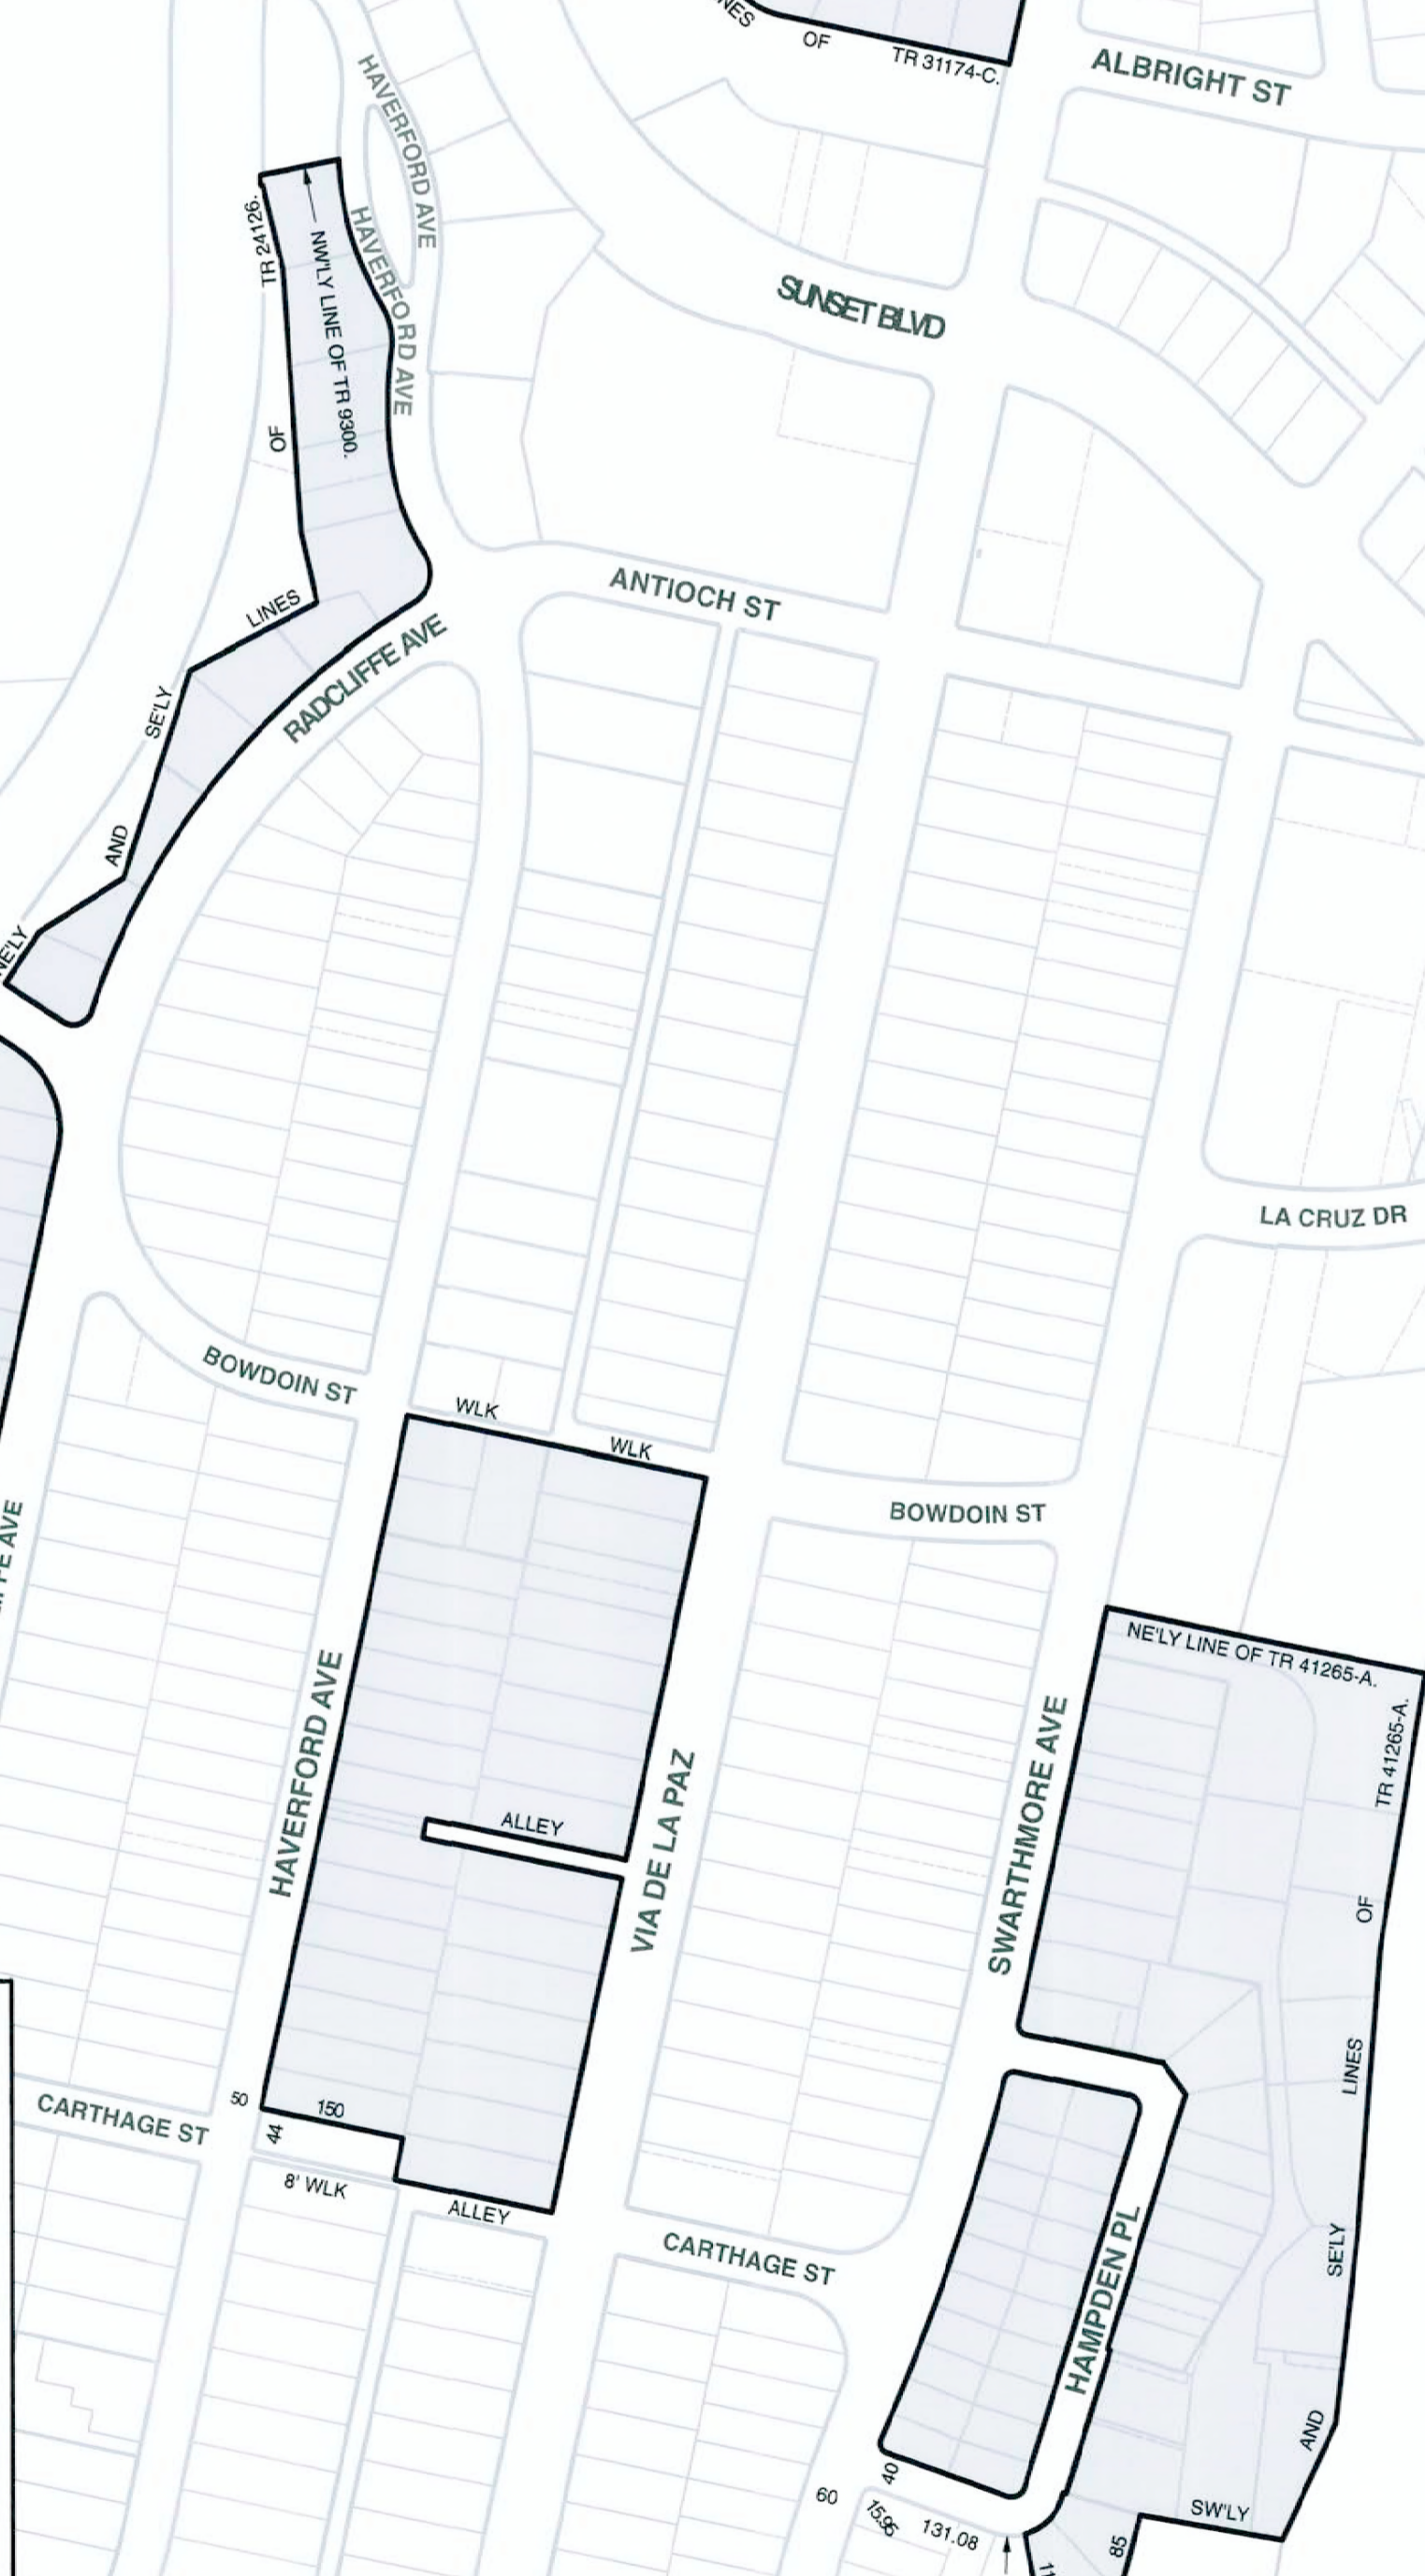 OF
TR 31174-C.
ALBRIGHT ST
HAVERFORD AVE
TR 24126.
HAVERFORD AVE
NW'LY LINE OF TR 9300.
SUNSET BLVD
OF
ANTIOCH ST
LINES
RADCLIFFE AVE
SE'LY
AND
NE'LY
LA CRUZ DR
BOWDOIN ST
WLK
WLK
BOWDOIN ST
AVE
NE'LY LINE OF TR 41265-A.
TR 41265-A.
HAVERFORD AVE
SWARTHMORE AVE
VIA DE LA PAZ
ALLEY
OF
LINES
50
150
44
CARTHAGE ST
8' WLK
ALLEY
CARTHAGE ST
SE'LY
HAMPDEN PL
AND
40
60
15.95
131.08
SW'LY
85